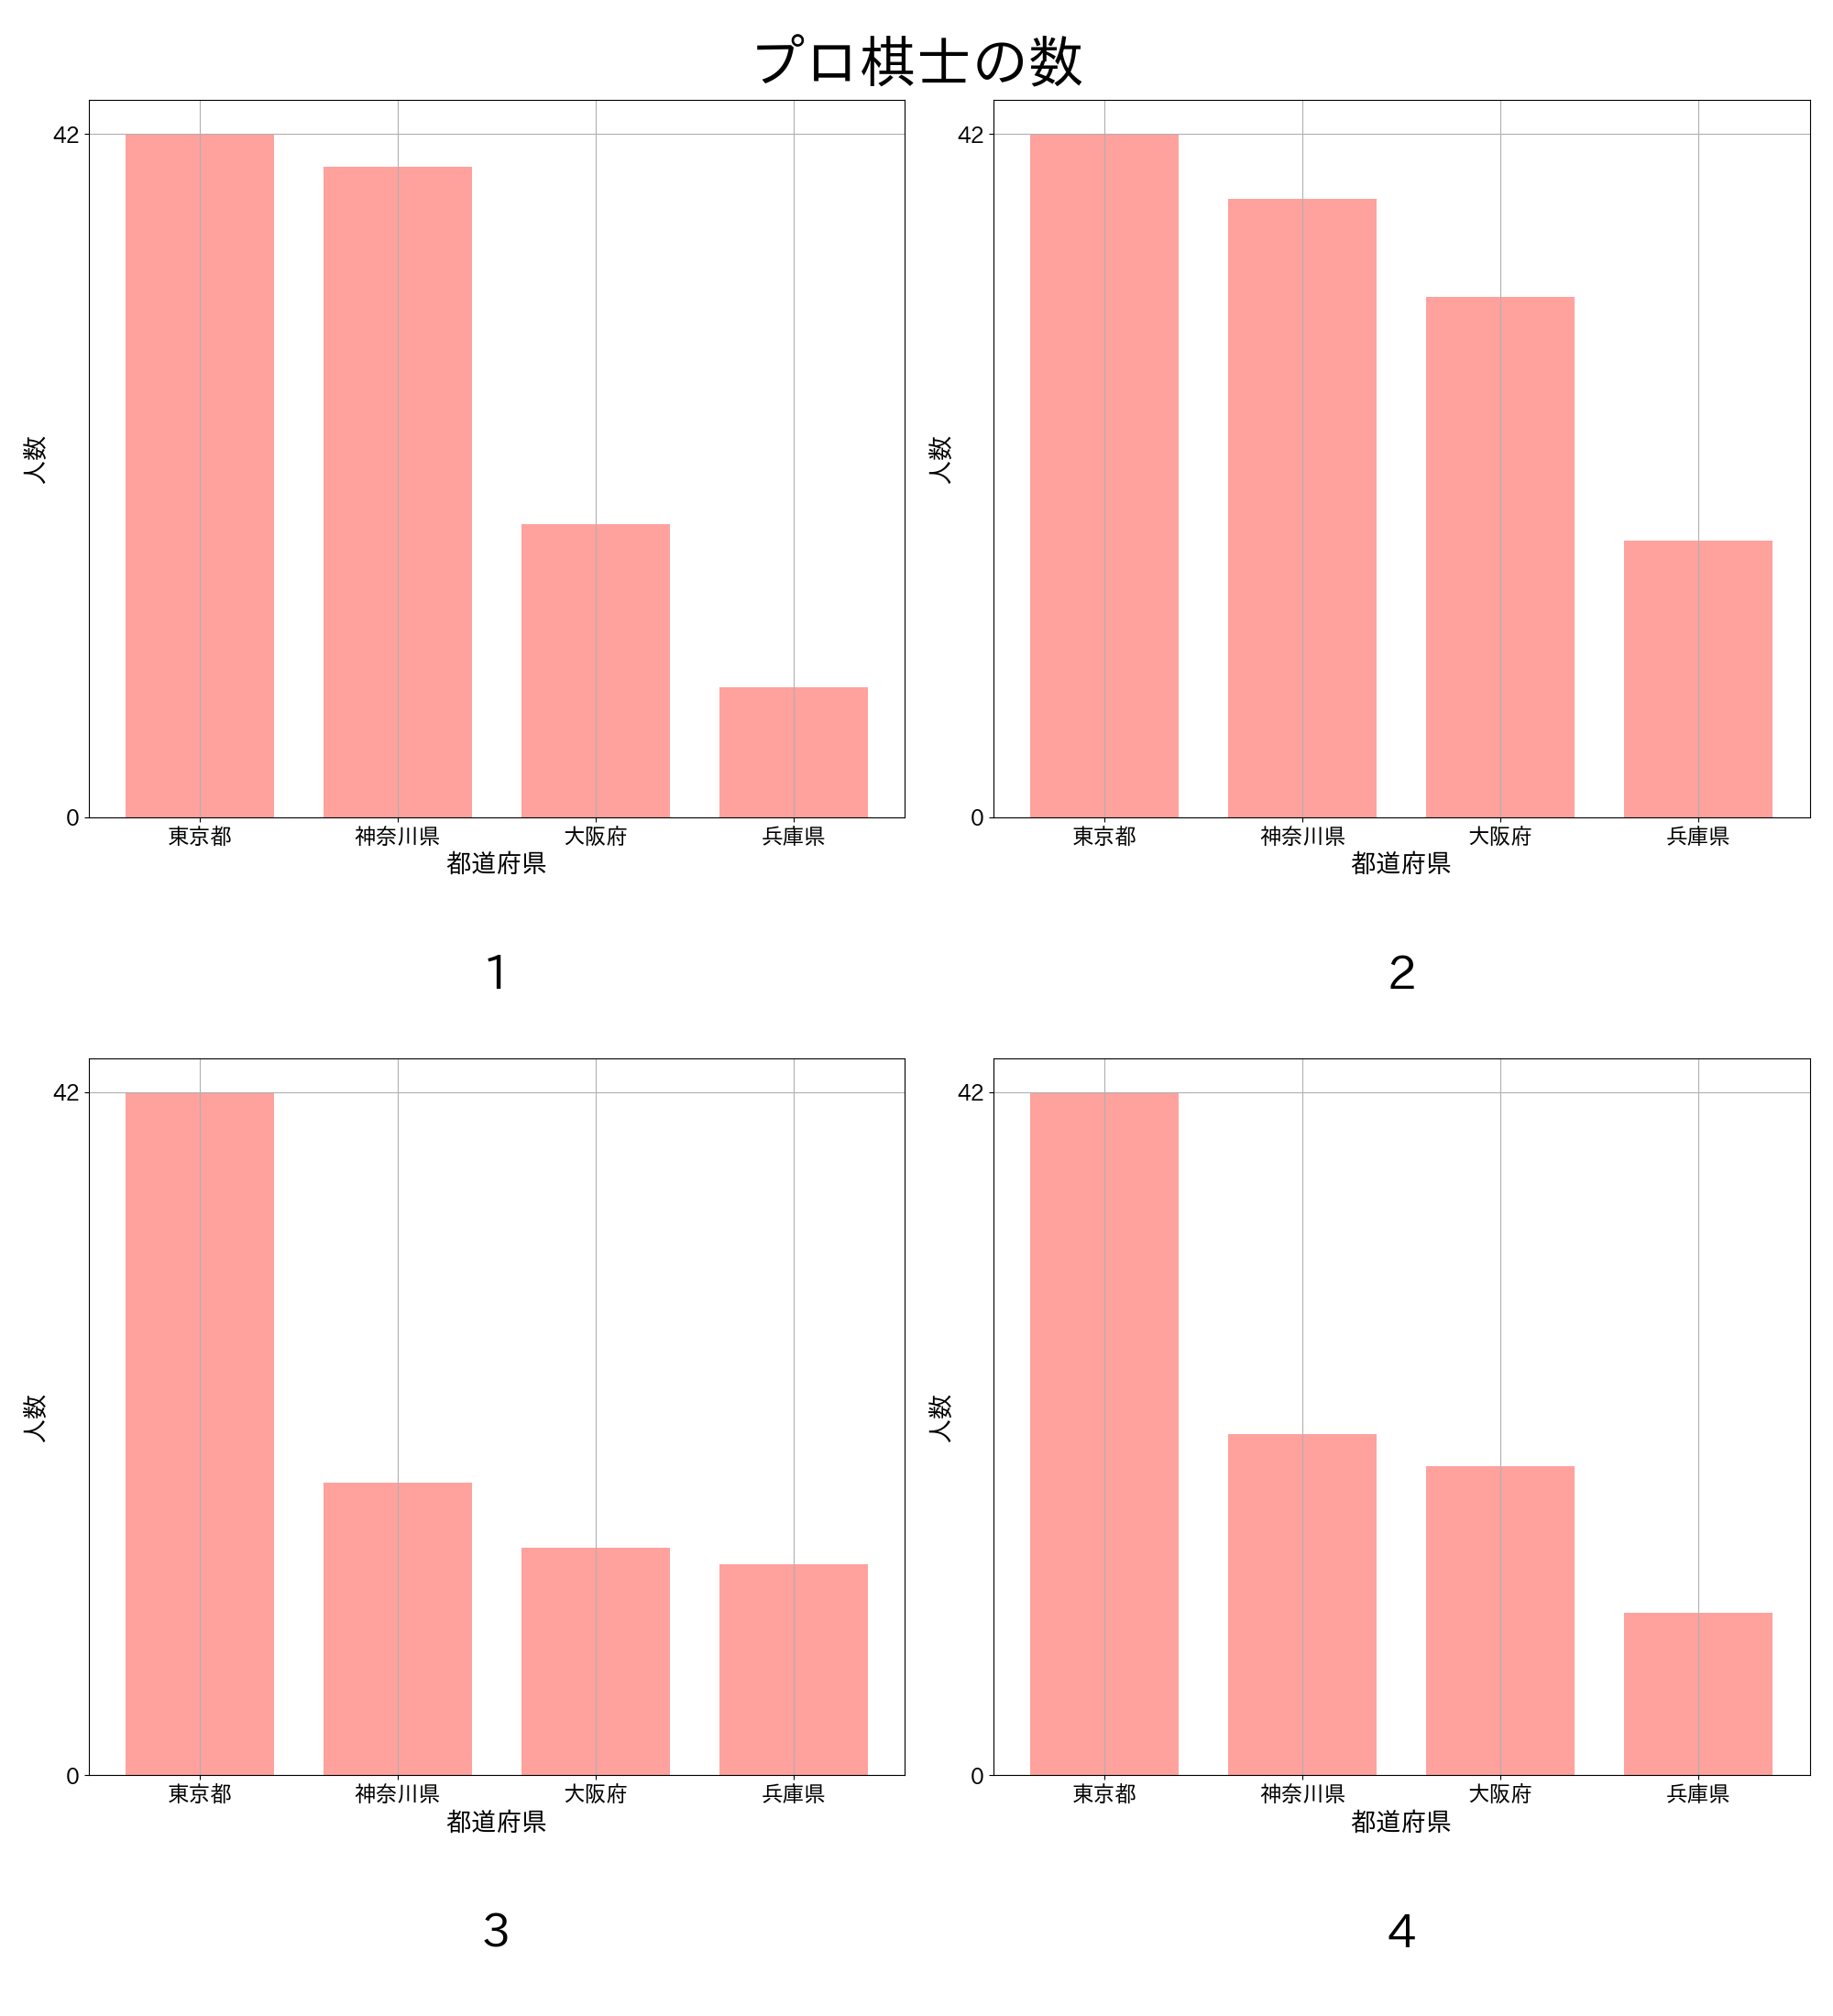 プロ棋士の数
42
0
人数
東京都 神奈川県 大阪府 兵庫県
都道府県
1
42
0
人数
東京都 神奈川県 大阪府 兵庫県
都道府県
2
42
0
人数
東京都 神奈川県 大阪府 兵庫県
都道府県
3
42
0
人数
東京都 神奈川県 大阪府 兵庫県
都道府県
4